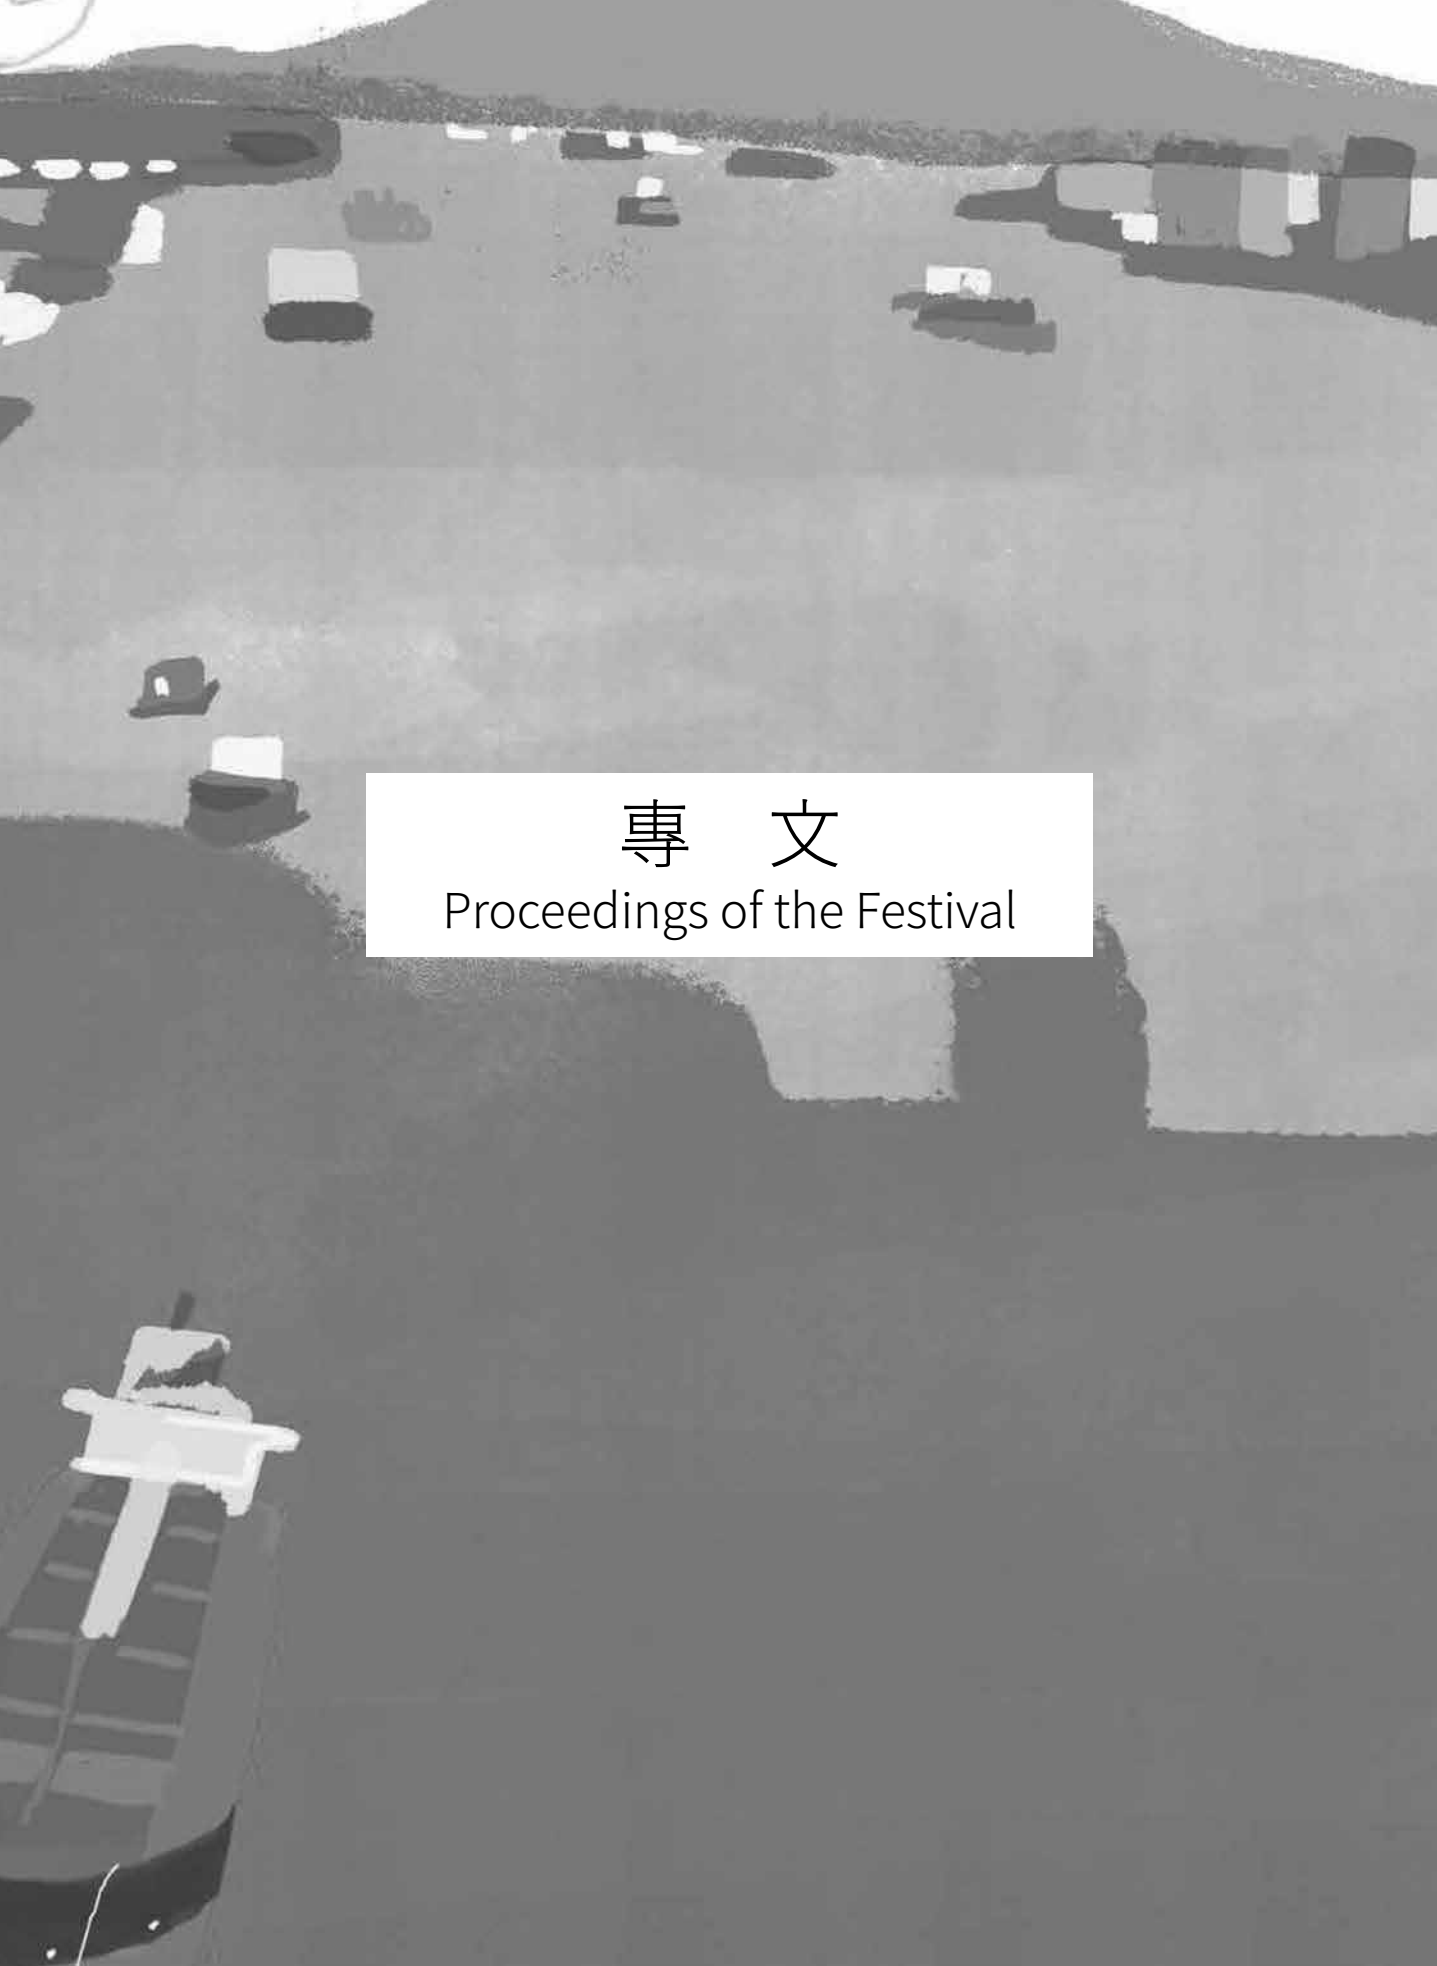 專 文
Proceedings of the Festival